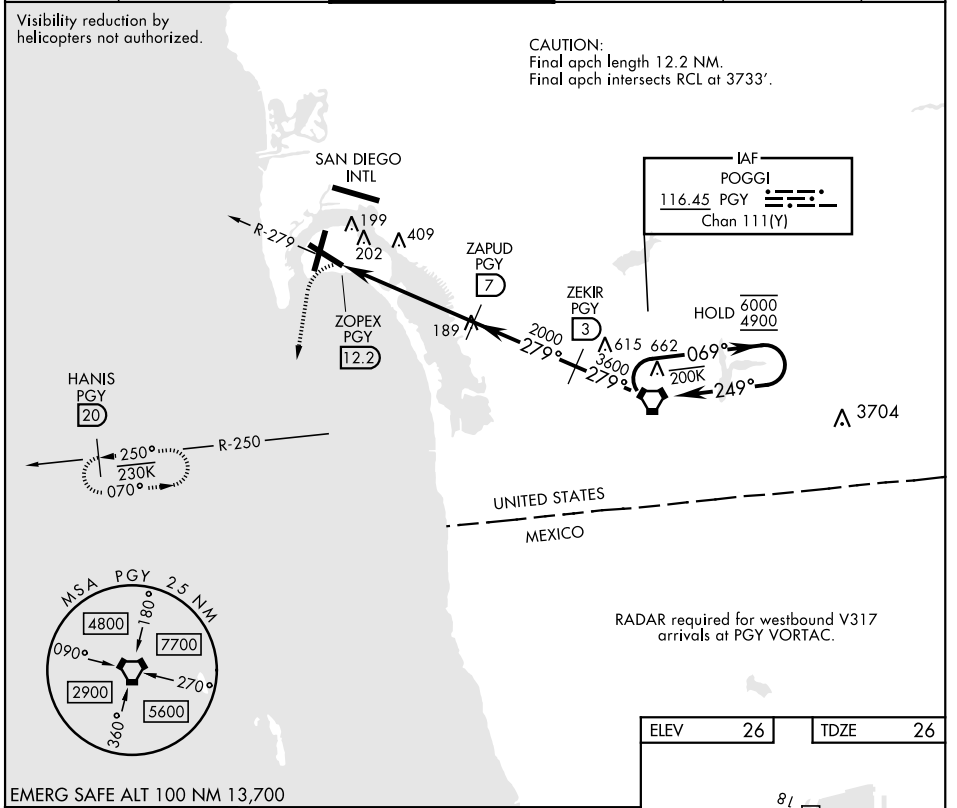 Visibility reduction by
helicopters not authorized.
CAUTION:
Final apch length 12.2 NM.
Final apch intersects RCL at 3733'.
SAN DIEGO
INTL
IAF
POGGI
116.45 PGY
Chan 111(Y)
R-279
199
202
409
ZAPUD
PGY
7
ZEKIR
PGY
3
HOLD
6000
4900
189
2000
279°
3600
279°
615
662
069°
200K
249°
ZOPEX
PGY
12.2
3704
HANIS
PGY
20
R-250
250°
230K
070°
UNITED STATES
MEXICO
RADAR required for westbound V317
arrivals at PGY VORTAC.
MSA PGY 25 NM
180°
4800
7700
090°
270°
2900
5600
360°
ELEV 26
TDZE 26
EMERG SAFE ALT 100 NM 13,700